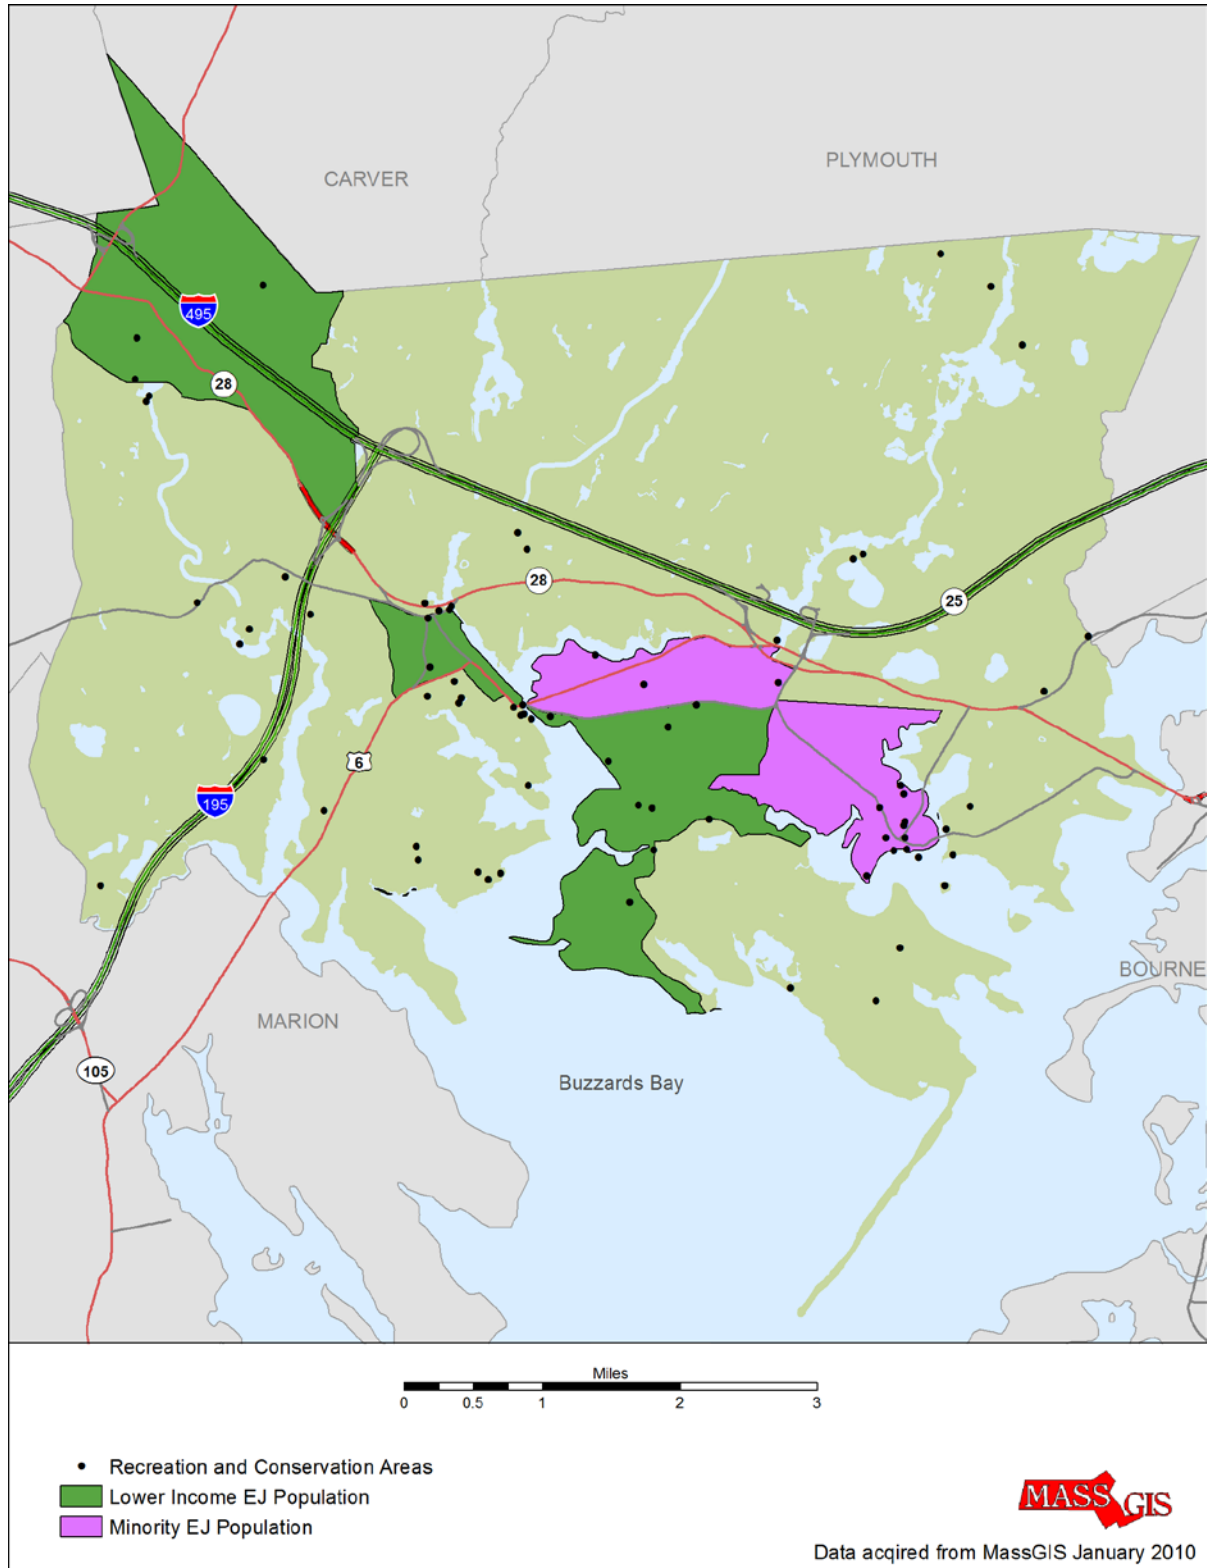 CARVER
PLYMOUTH
495
28
28
25
6
195
BOURNE
MARION
105
Buzzards Bay
Miles
0 0.5 1 2 3
Recreation and Conservation Areas
Lower Income EJ Population
Minority EJ Population
MASS GIS
Data acqired from MassGIS January 2010